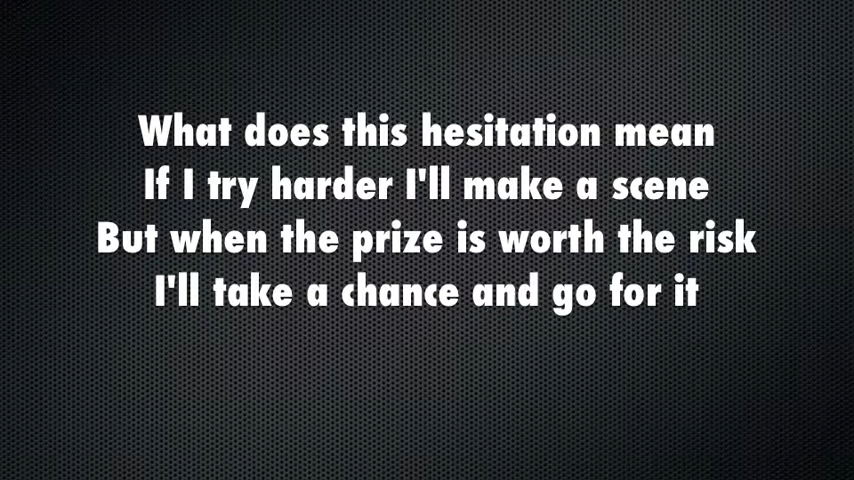 What does this hesitation mean
If I try harder I'll make a scene
But when the prize is worth the risk
I'll take a chance and go for it